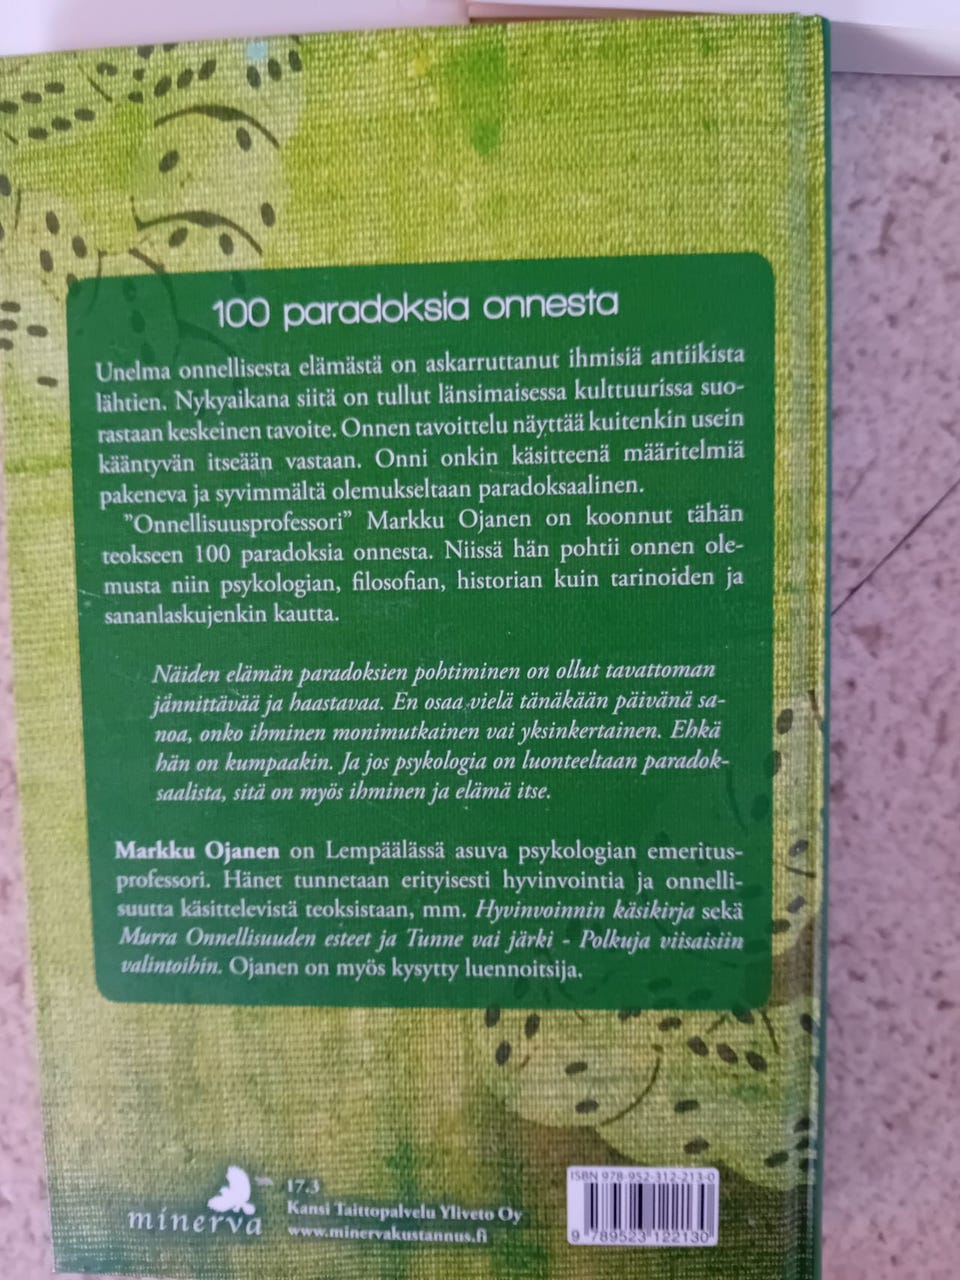 100 paradoksia onnesta
Unelma onnellisesta elämästä on askarruttanut ihmisiä antiikista
lähtien. Nykyaikana siitä on tullut länsimaisessa kulttuurissa suo-
rastaan keskeinen tavoite. Onnen tavoittelu näyttää kuitenkin usein
kääntyvän itseään vastaan. Onni onkin käsitteenä määritelmiä
pakeneva ja syvimmältä olemukseltaan paradoksaalinen.
"Onnellisuusprofessori" Markku Ojanen on koonnut tähän
teokseen 100 paradoksia onnesta. Niissä hän pohtii onnen ole-
musta niin psykologian, filosofian, historian kuin tarinoiden ja
sananlaskujenkin kautta.
Näiden elämän paradoksien pohtiminen on ollut tavattoman
jännittävää ja haastavaa. En osaa vielä tänäkään päivänä sa-
noa, onko ihminen monimutkainen vai yksinkertainen. Ehkä
hän on kumpaakin. Ja jos psykologia on luonteeltaan paradok-
saalista, sitä on myös ihminen ja elämä itse.
Markku Ojanen on Lempäälässä asuva psykologian emeritus-
professori. Hänet tunnetaan erityisesti hyvinvointia ja onnelli-
suutta käsittelevistä teoksistaan, mm. Hyvinvoinnin käsikirja sekä
Murra Onnellisuuden esteet ja Tunne vai järki - Polkuja viisaisiin
valintoihin. Ojanen on myös kysytty luennoitsija.
minerva
17.3
Kansi Taittopalvelu Yliveto Oy
www.minervakustannus.fi
ISBN 978-952-312-213-0
9 789523 122130